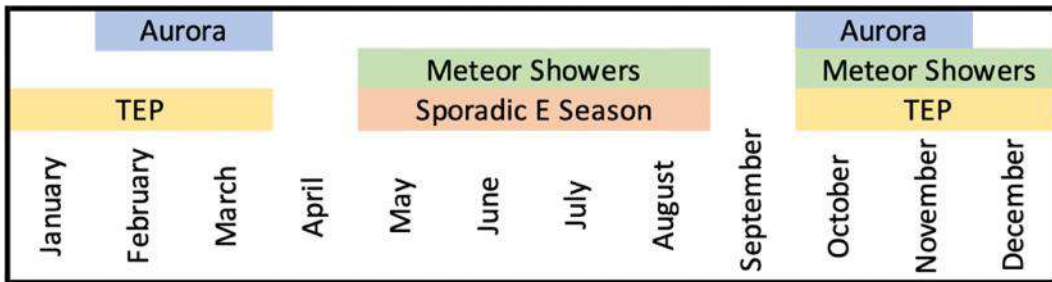 Aurora Aurora
Meteor Showers Meteor Showers
TEP Sporadic E Season TEP
January February March April May June July August September October November December